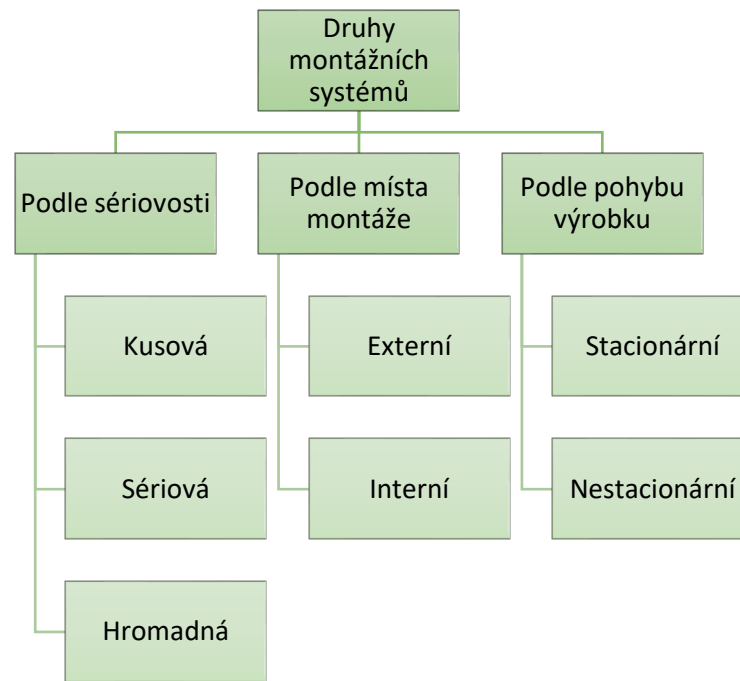 Druhy
montážních
systémů
Podle sériovosti
Kusová
Sériová
Hromadná
Podle místa
montáže
Externí
Interní
Podle pohybu
výrobku
Stacionární
Nestacionární